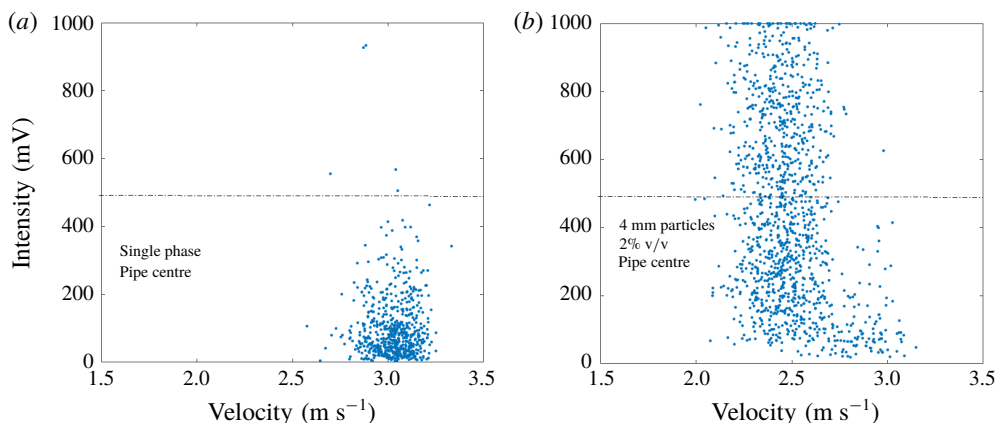 (a)
1000
800
600
400
200
0
Intensity (mV)
Single phase
Pipe centre
1.5 2.0 2.5 3.0 3.5
Velocity (m s⁻¹)
(b)
1000
800
600
400
200
0
4 mm particles
2% v/v
Pipe centre
1.5 2.0 2.5 3.0 3.5
Velocity (m s⁻¹)